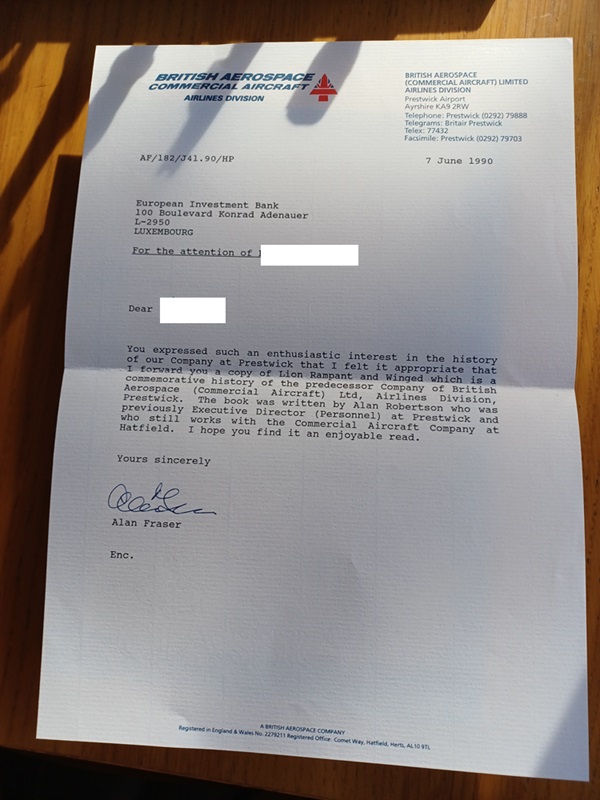 BRITISH AEROSPACE
COMMERCIAL AIRCRAFT
AIRLINES DIVISION
BRITISH AEROSPACE
(COMMERCIAL AIRCRAFT) LIMITED
AIRLINES DIVISION
Prestwick Airport
Ayrshire KA9 2RW
Telephone: Prestwick (0292) 79888
Telegrams: Britair Prestwick
Telex: 77432
Facsimile: Prestwick (0292) 79703
AF/182/J41.90/HP
7 June 1990
European Investment Bank
100 Boulevard Konrad Adenauer
L-2950
LUXEMBOURG
For the attention of
Dear
You expressed such an enthusiastic interest in the history
of our Company at Prestwick that I felt it appropriate that
I forward you a copy of Lion Rampant and Winged which is a
commemorative history of the predecessor Company of British
Aerospace (Commercial Aircraft) Ltd, Airlines Division,
Prestwick. The book was written by Alan Robertson who was
previously Executive Director (Personnel) at Prestwick and
who still works with the Commercial Aircraft Company at
Hatfield. I hope you find it an enjoyable read.
Yours sincerely
Alan Fraser
Enc.
A BRITISH AEROSPACE COMPANY
Registered in England & Wales No. 2279211 Registered Office: Comet Way, Hatfield, Herts, AL10 9TL